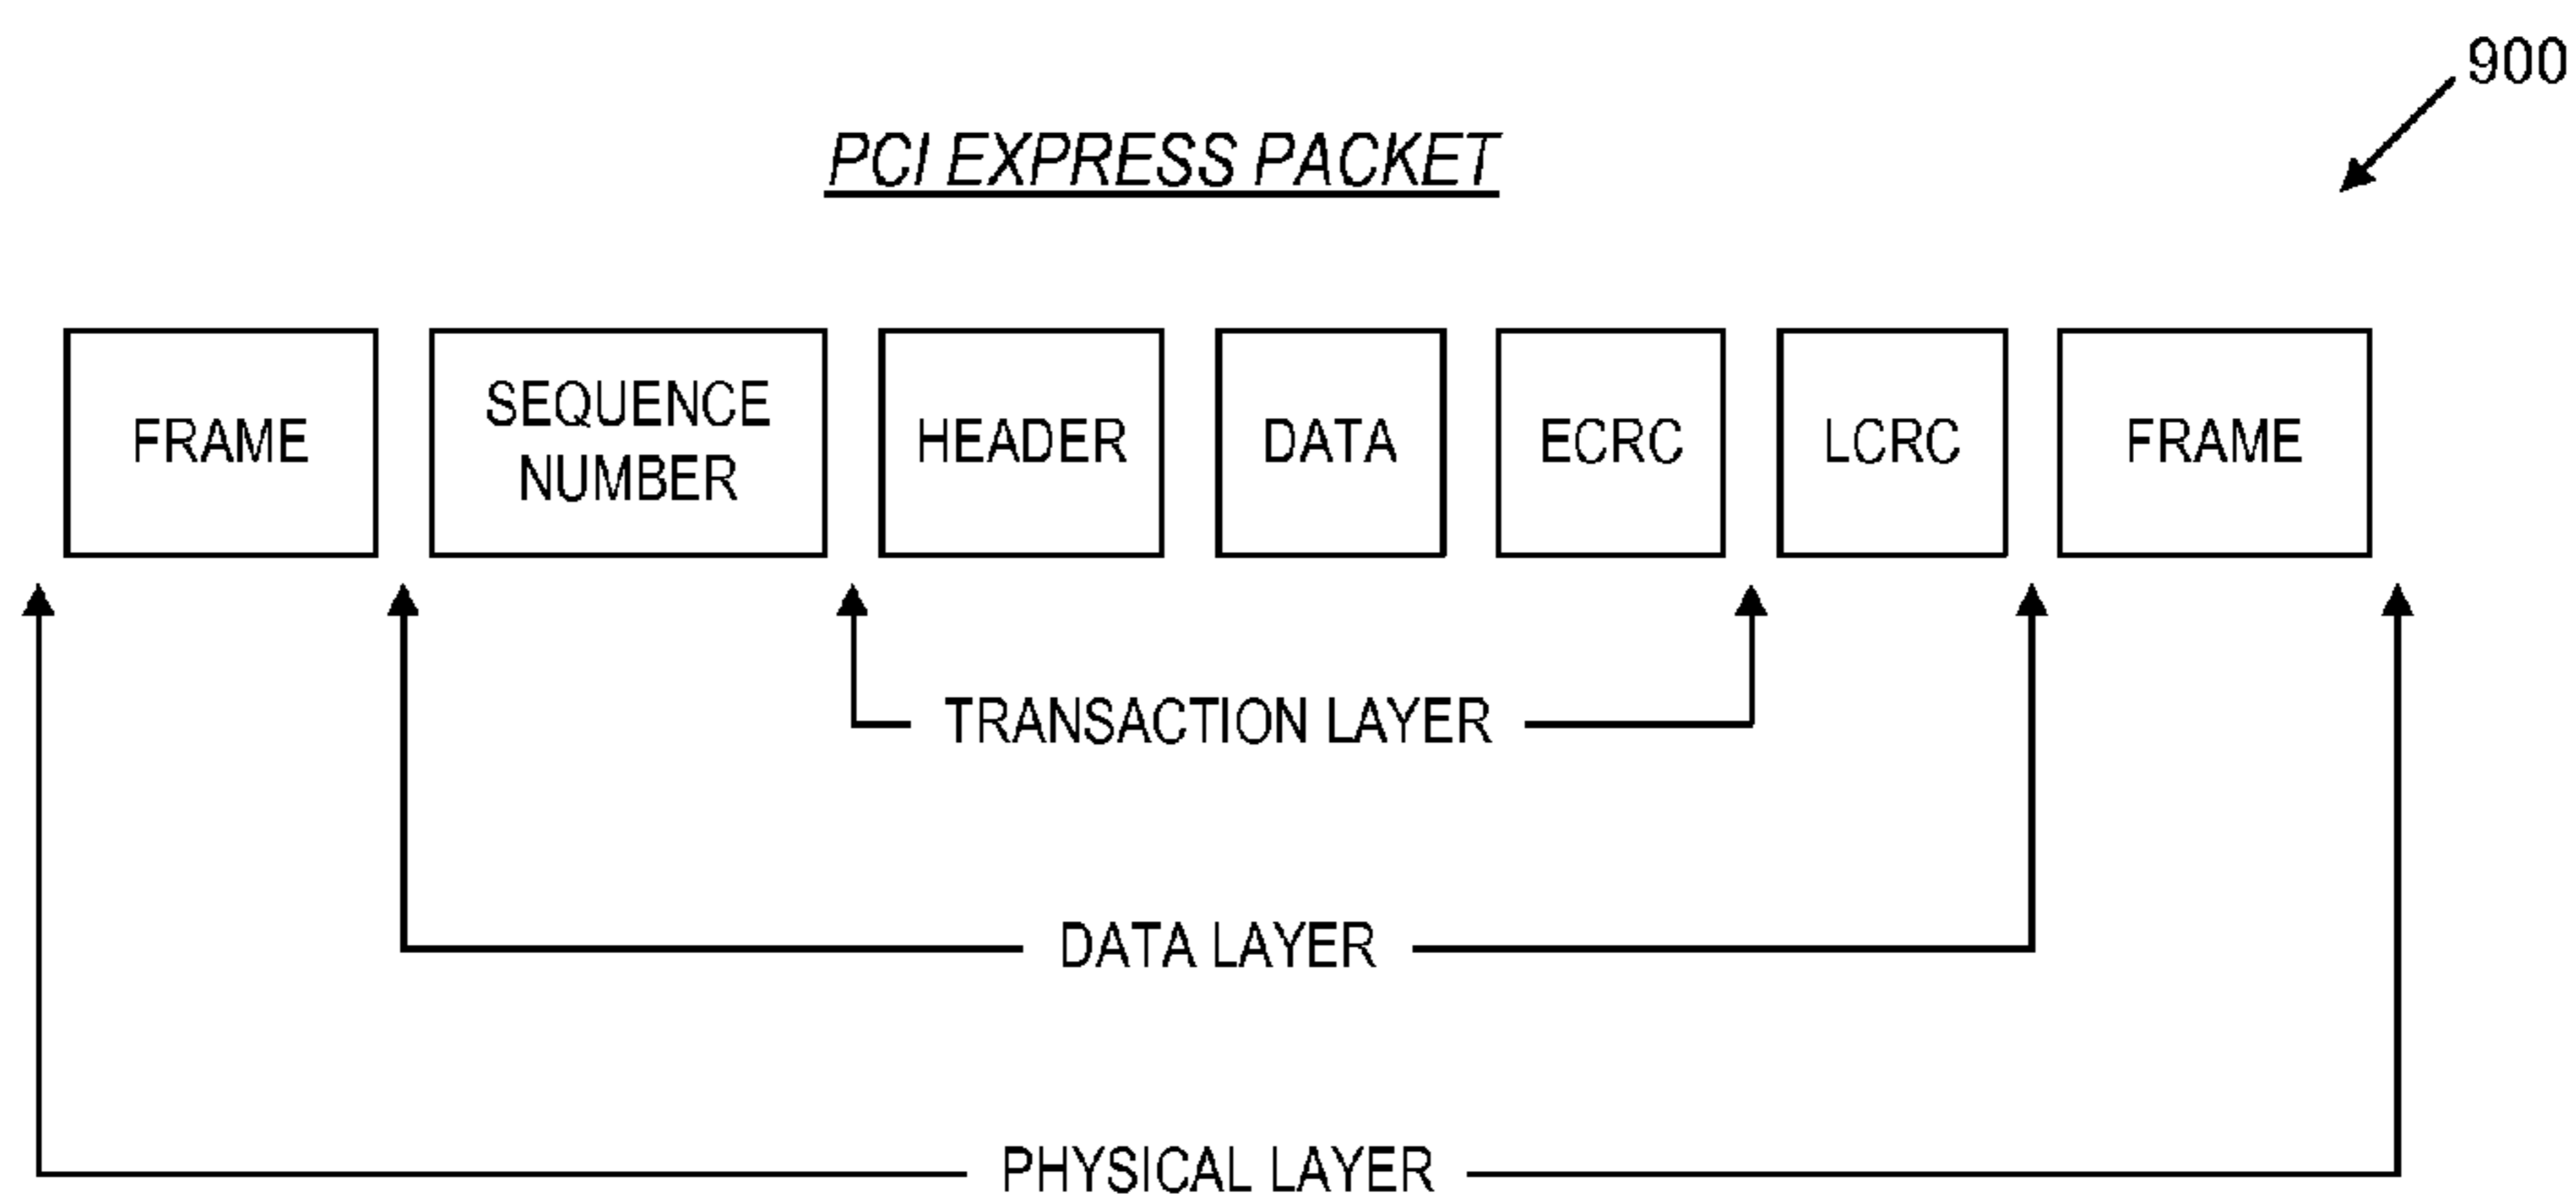 900
PCI EXPRESS PACKET
FRAME
SEQUENCE
NUMBER
HEADER
DATA
ECRC
LCRC
FRAME
TRANSACTION LAYER
DATA LAYER
PHYSICAL LAYER